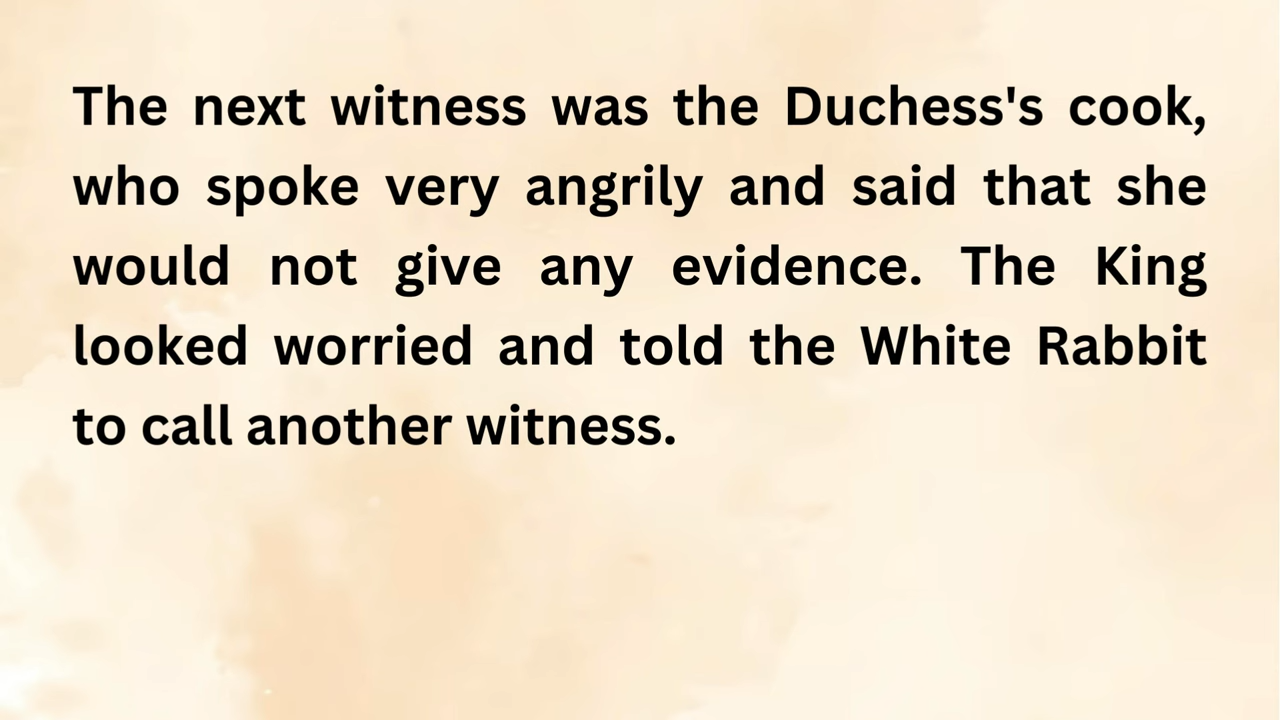 The next witness was the Duchess's cook,
who spoke very angrily and said that she
would not give any evidence. The King
looked worried and told the White Rabbit
to call another witness.